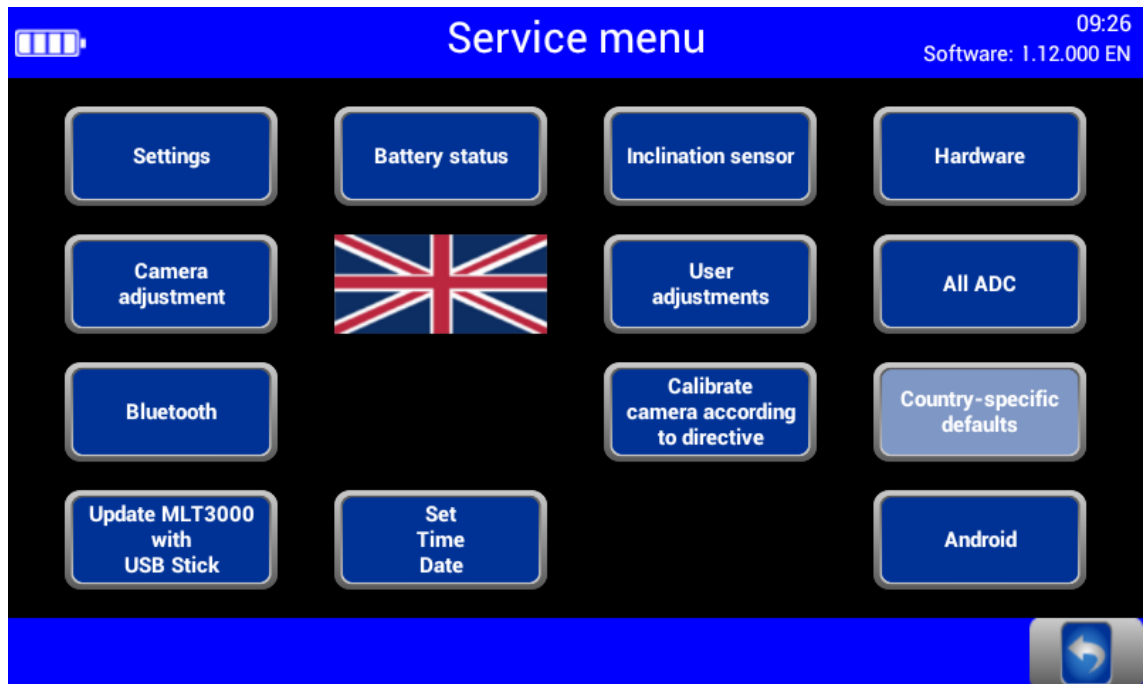 Service menu
09:26
Software: 1.12.000 EN
Settings
Battery status
Inclination sensor
Hardware
Camera
adjustment
User
adjustments
All ADC
Bluetooth
Calibrate
camera according
to directive
Country-specific
defaults
Update MLT3000
with
USB Stick
Set
Time
Date
Android